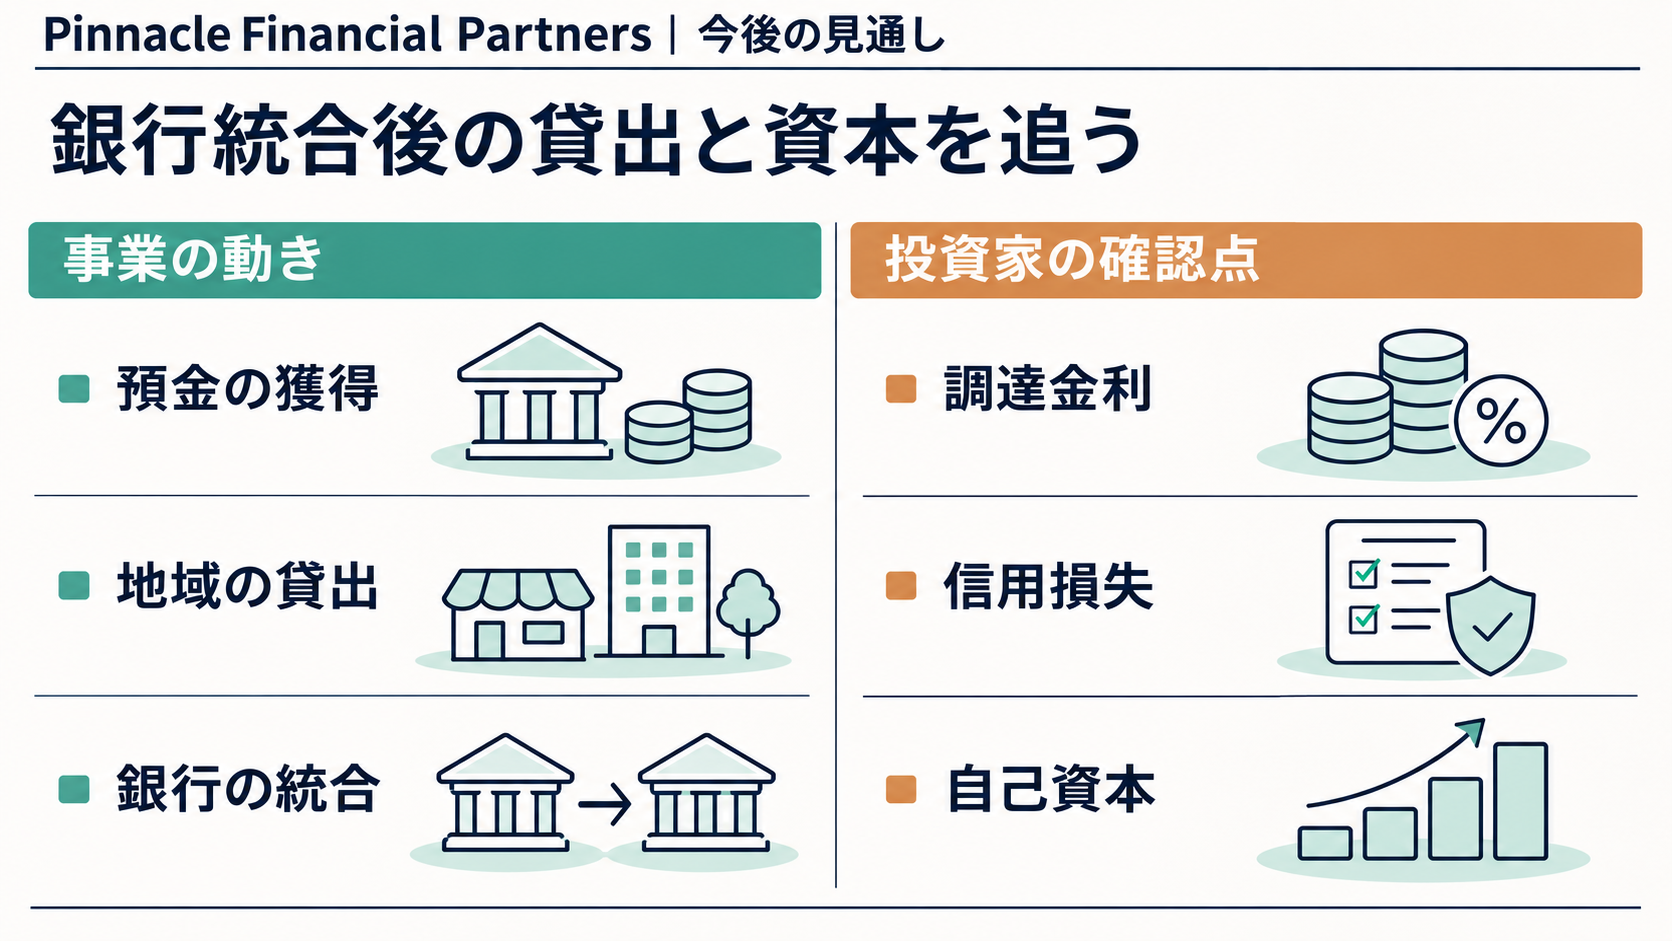 Pinnacle Financial Partners | 今後の見通し
銀行統合後の貸出と資本を追う
事業の動き
預金の獲得
地域の貸出
銀行の統合
投資家の確認点
調達金利
%
信用損失
自己資本